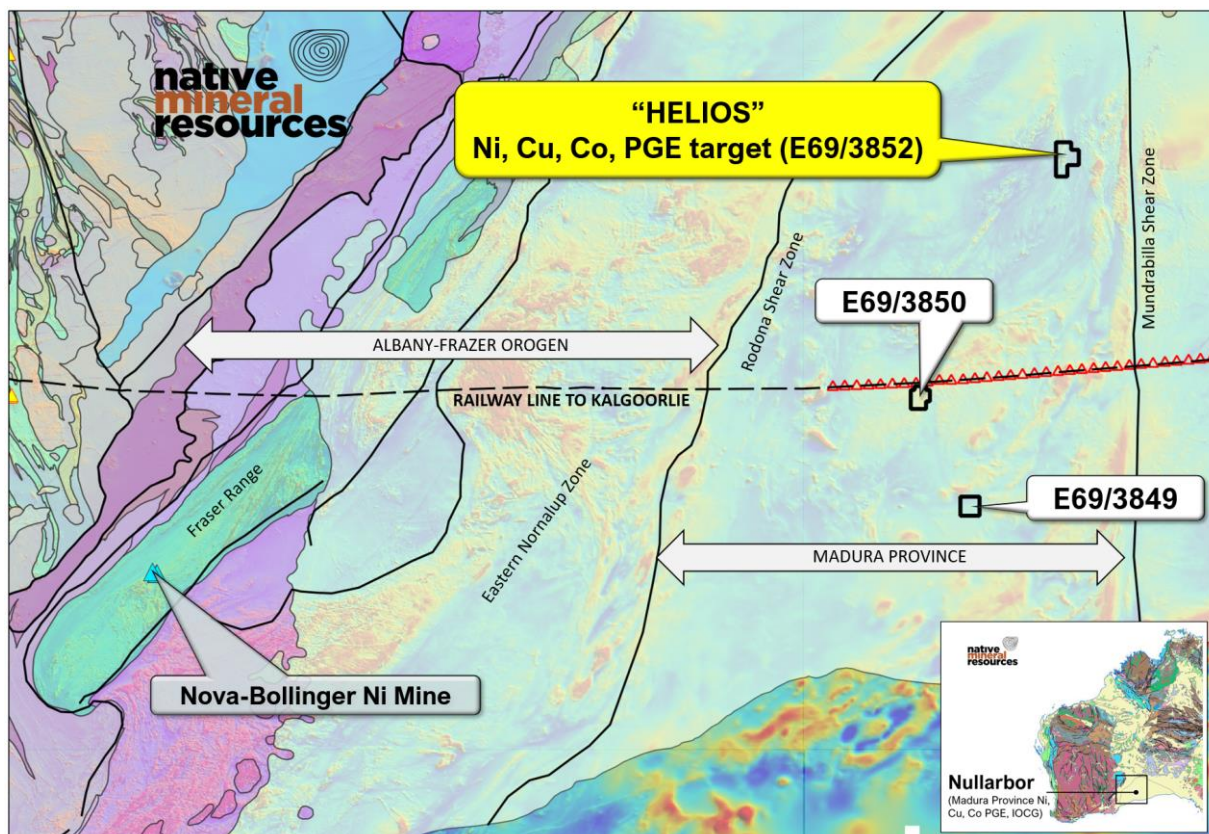 native
mineral
resources
“HELIOS”
Ni, Cu, Co, PGE target (E69/3852)
Mundrabilla Shear Zone
Rodona Shear Zone
E69/3850
ALBANY-FRAZER OROGEN
RAILWAY LINE TO KALGOORLIE
Fraser Range
Eastern Nornalup Zone
E69/3849
MADURA PROVINCE
Nova-Bollinger Ni Mine
native
mineral
resources
Nullarbor
(Madura Province Ni,
Cu, Co PGE, IOCG)